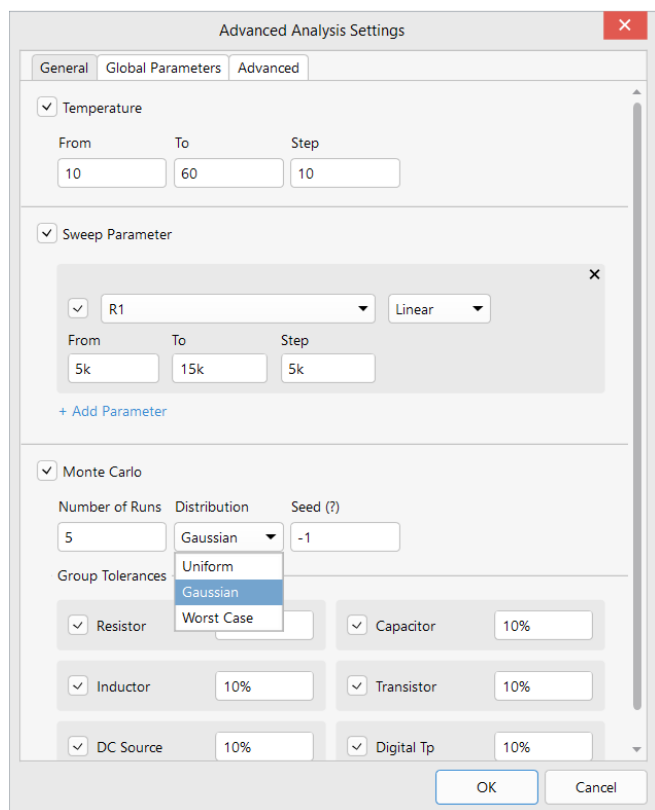 Advanced Analysis Settings
General Global Parameters Advanced
Temperature
From To Step
10 60 10
Sweep Parameter
R1 Linear
From To Step
5k 15k 5k
+ Add Parameter
Monte Carlo
Number of Runs Distribution Seed (?)
5 Gaussian -1
Uniform
Group Tolerances
Gaussian
Worst Case
Resistor Capacitor 10%
Inductor 10% Transistor 10%
DC Source 10% Digital Tp 10%
OK Cancel